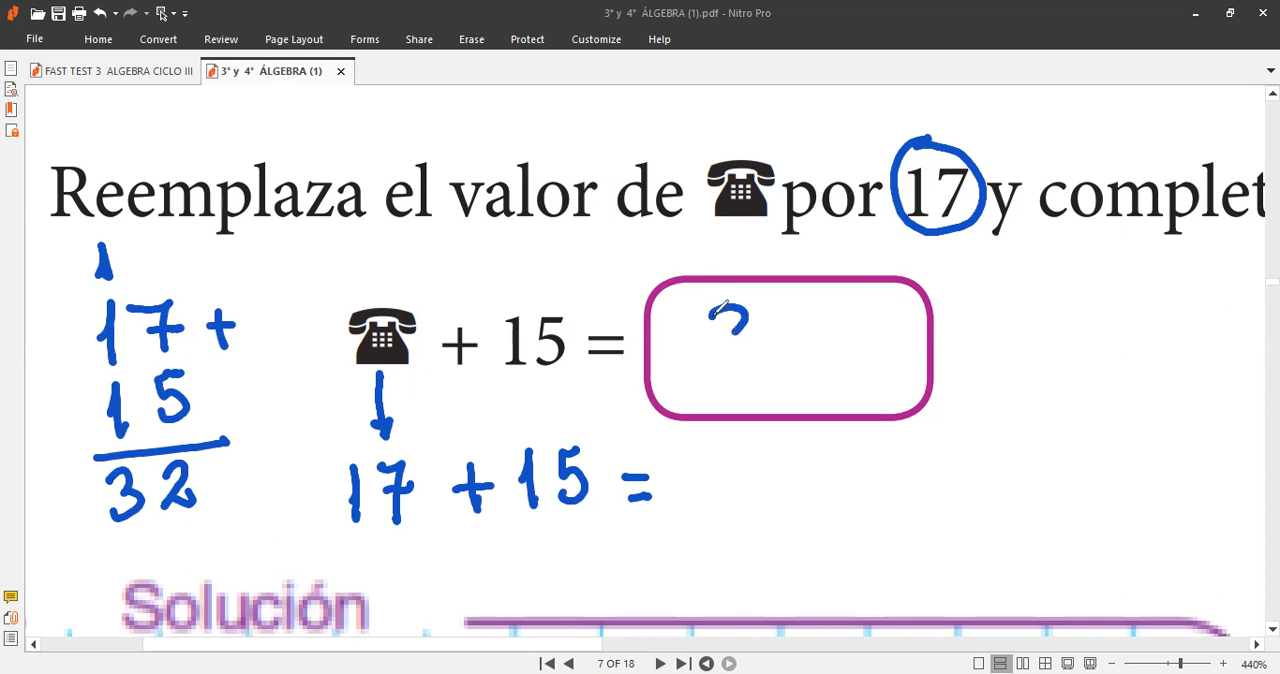 3° y 4° ÁLGEBRA (1).pdf - Nitro Pro
File Home Convert Review Page Layout Forms Share Erase Protect Customize Help
FAST TEST 3 ALGEBRA CICLO III 3° y 4° ÁLGEBRA (1)
Reemplaza el valor de por 17 y complet
1
17 +
15
32
+ 15 =
17 + 15 =
Solución
7 OF 18
440%